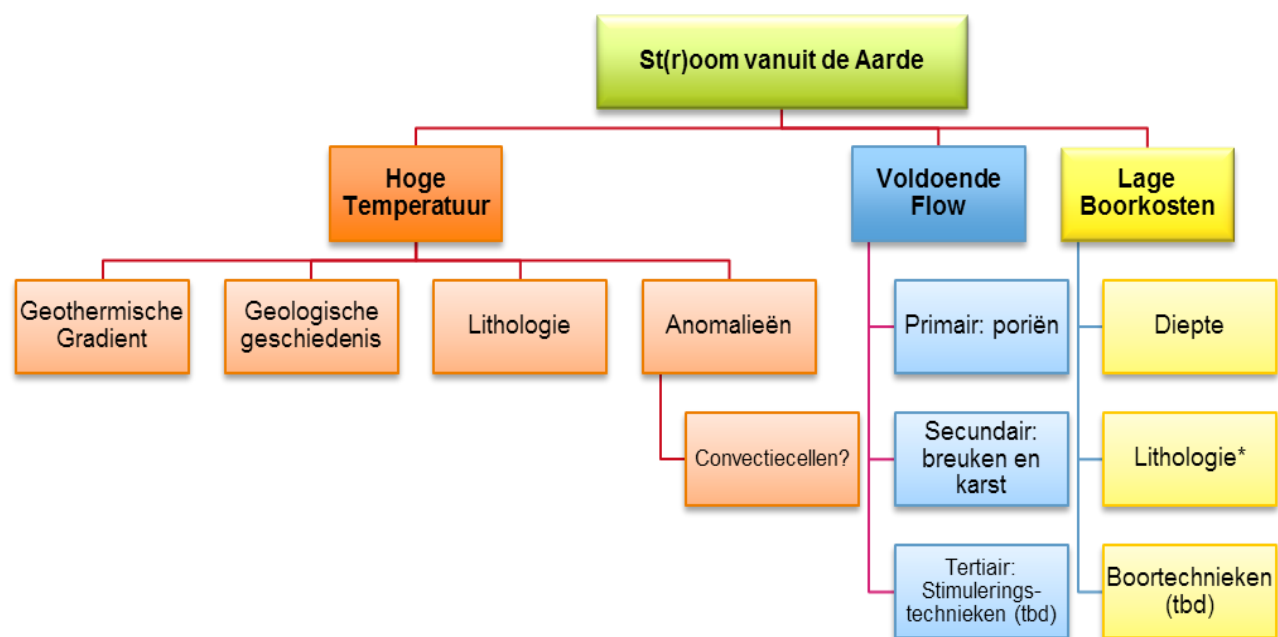 St(r)oom vanuit de Aarde
Hoge
Temperatuur
Voldoende
Flow
Lage
Boorkosten
Geothermische
Gradient
Geologische
geschiedenis
Lithologie
Anomalieën
Primair: poriën
Diepte
Convectiecellen?
Secundair:
breuken en
karst
Lithologie*
Tertiair:
Stimulerings-
technieken (tbd)
Boortechnieken
(tbd)